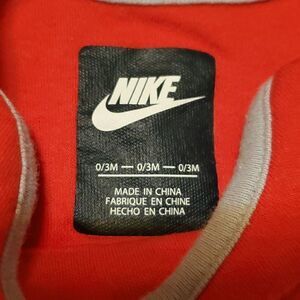 NIKE
0/3M — 0/3M — 0/3M
MADE IN CHINA
FABRIQUE EN CHINE
HECHO EN CHINA